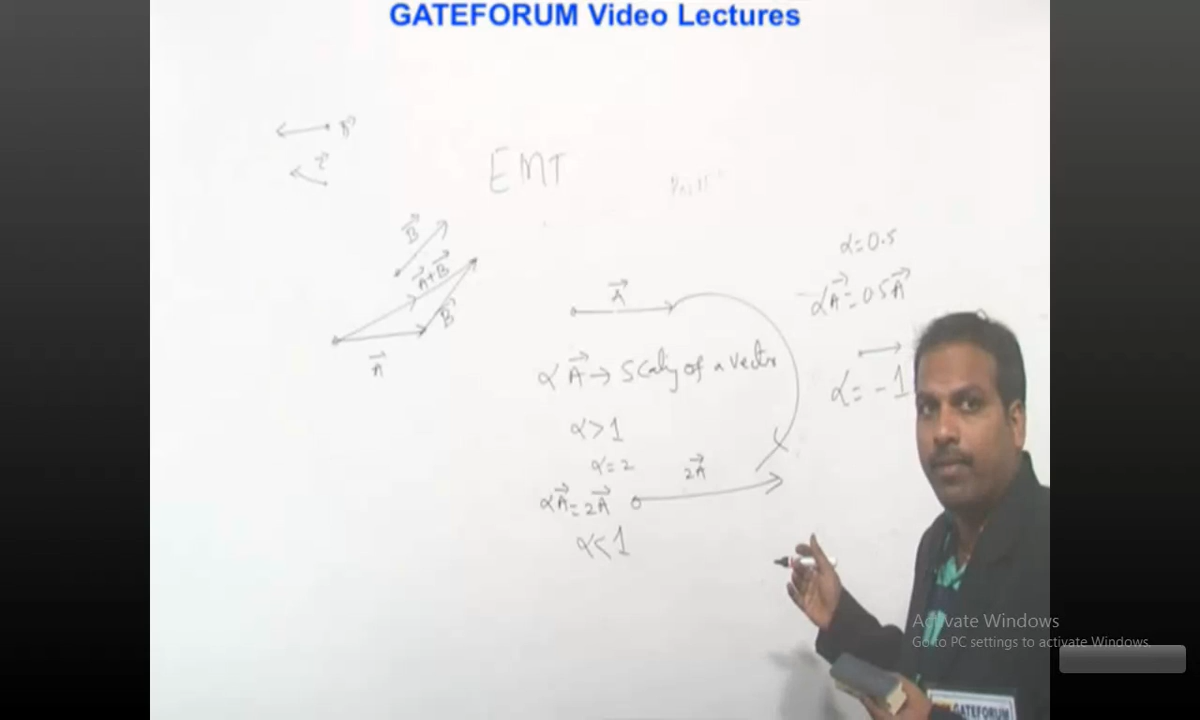 GATEFORUM Video Lectures
EMT
B
A+B
B
A
A
αA → Scaling of a vector
α>1
α=2
αA=2A
2A
α<1
α=0.5
αA=0.5A
α=-1
Activate Windows
Go to PC settings to activate Windows.
GATEFORUM